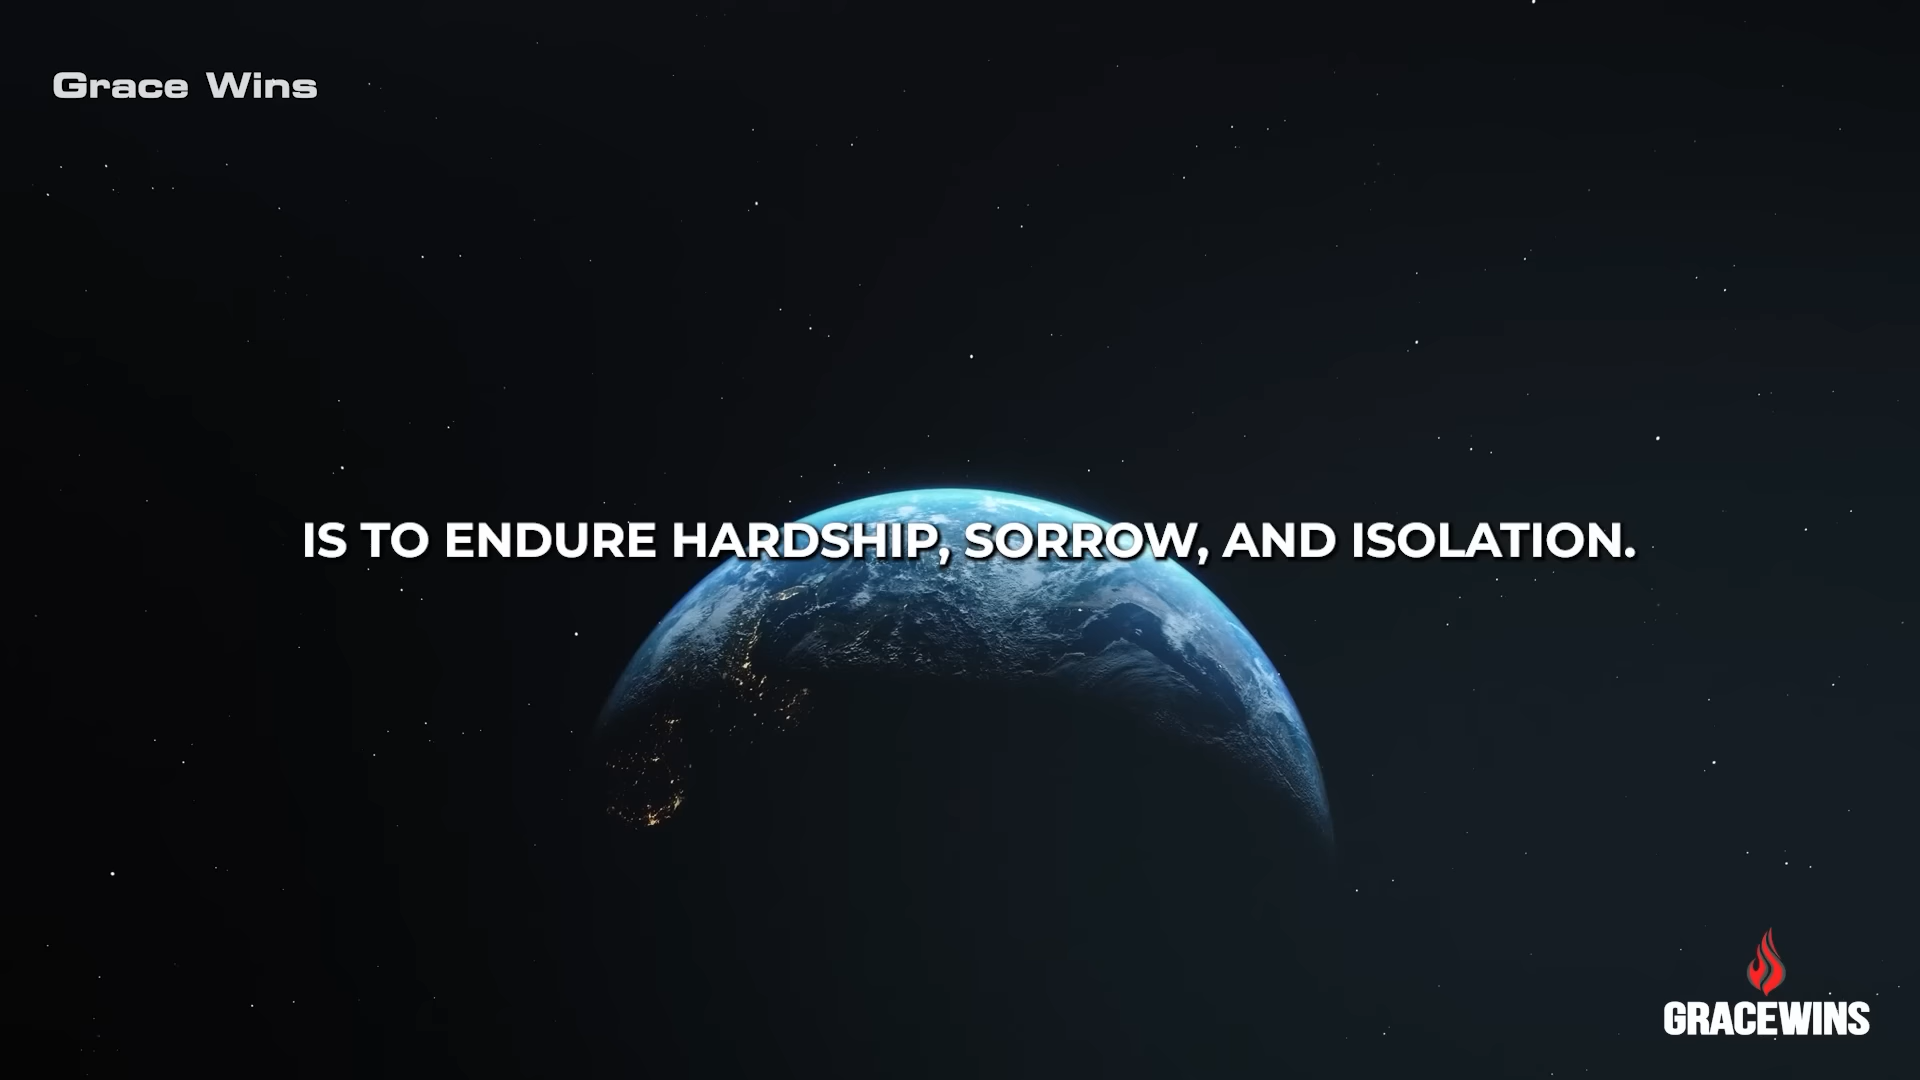 Grace Wins
IS TO ENDURE HARDSHIP, SORROW, AND ISOLATION.
GRACEWINS